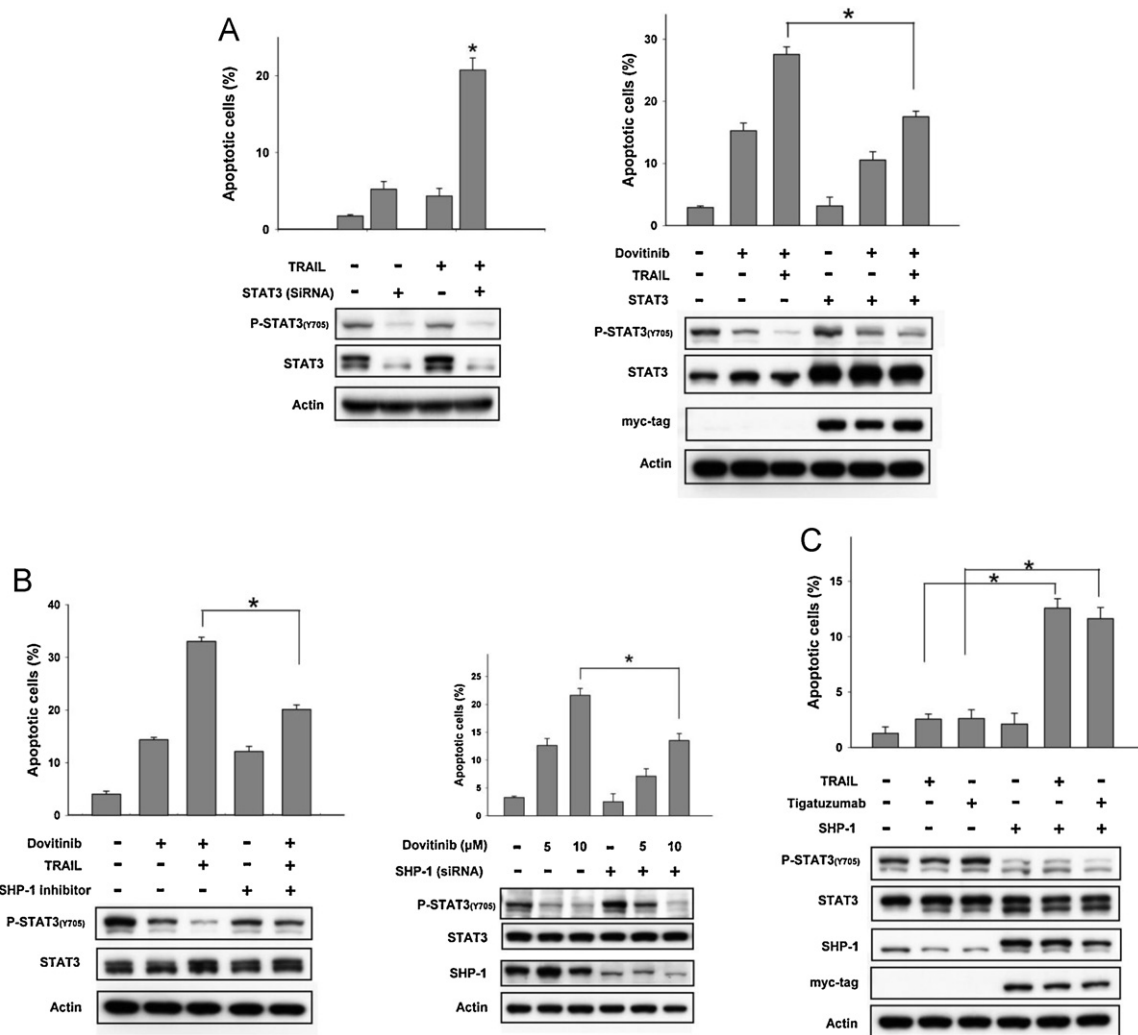 A
Apoptotic cells (%)
20
10
0
*
TRAIL - - + +
STAT3 (SiRNA) - + - +
P-STAT3(Y705)
STAT3
Actin
Apoptotic cells (%)
30
20
10
0
*
Dovitinib - + + - + +
TRAIL - - + - - +
STAT3 - - - + + +
P-STAT3(Y705)
STAT3
myc-tag
Actin
B
Apoptotic cells (%)
40
30
20
10
0
*
Dovitinib - + + - +
TRAIL - - + - +
SHP-1 inhibitor - - - + +
P-STAT3(Y705)
STAT3
Actin
Apoptotic cells (%)
25
20
15
10
5
0
*
Dovitinib (μM) - 5 10 - 5 10
SHP-1 (siRNA) - - - + + +
P-STAT3(Y705)
STAT3
SHP-1
Actin
C
Apoptotic cells (%)
15
10
5
0
*
*
TRAIL - + - - + -
Tigatuzumab - - + - - +
SHP-1 - - - + + +
P-STAT3(Y705)
STAT3
SHP-1
myc-tag
Actin